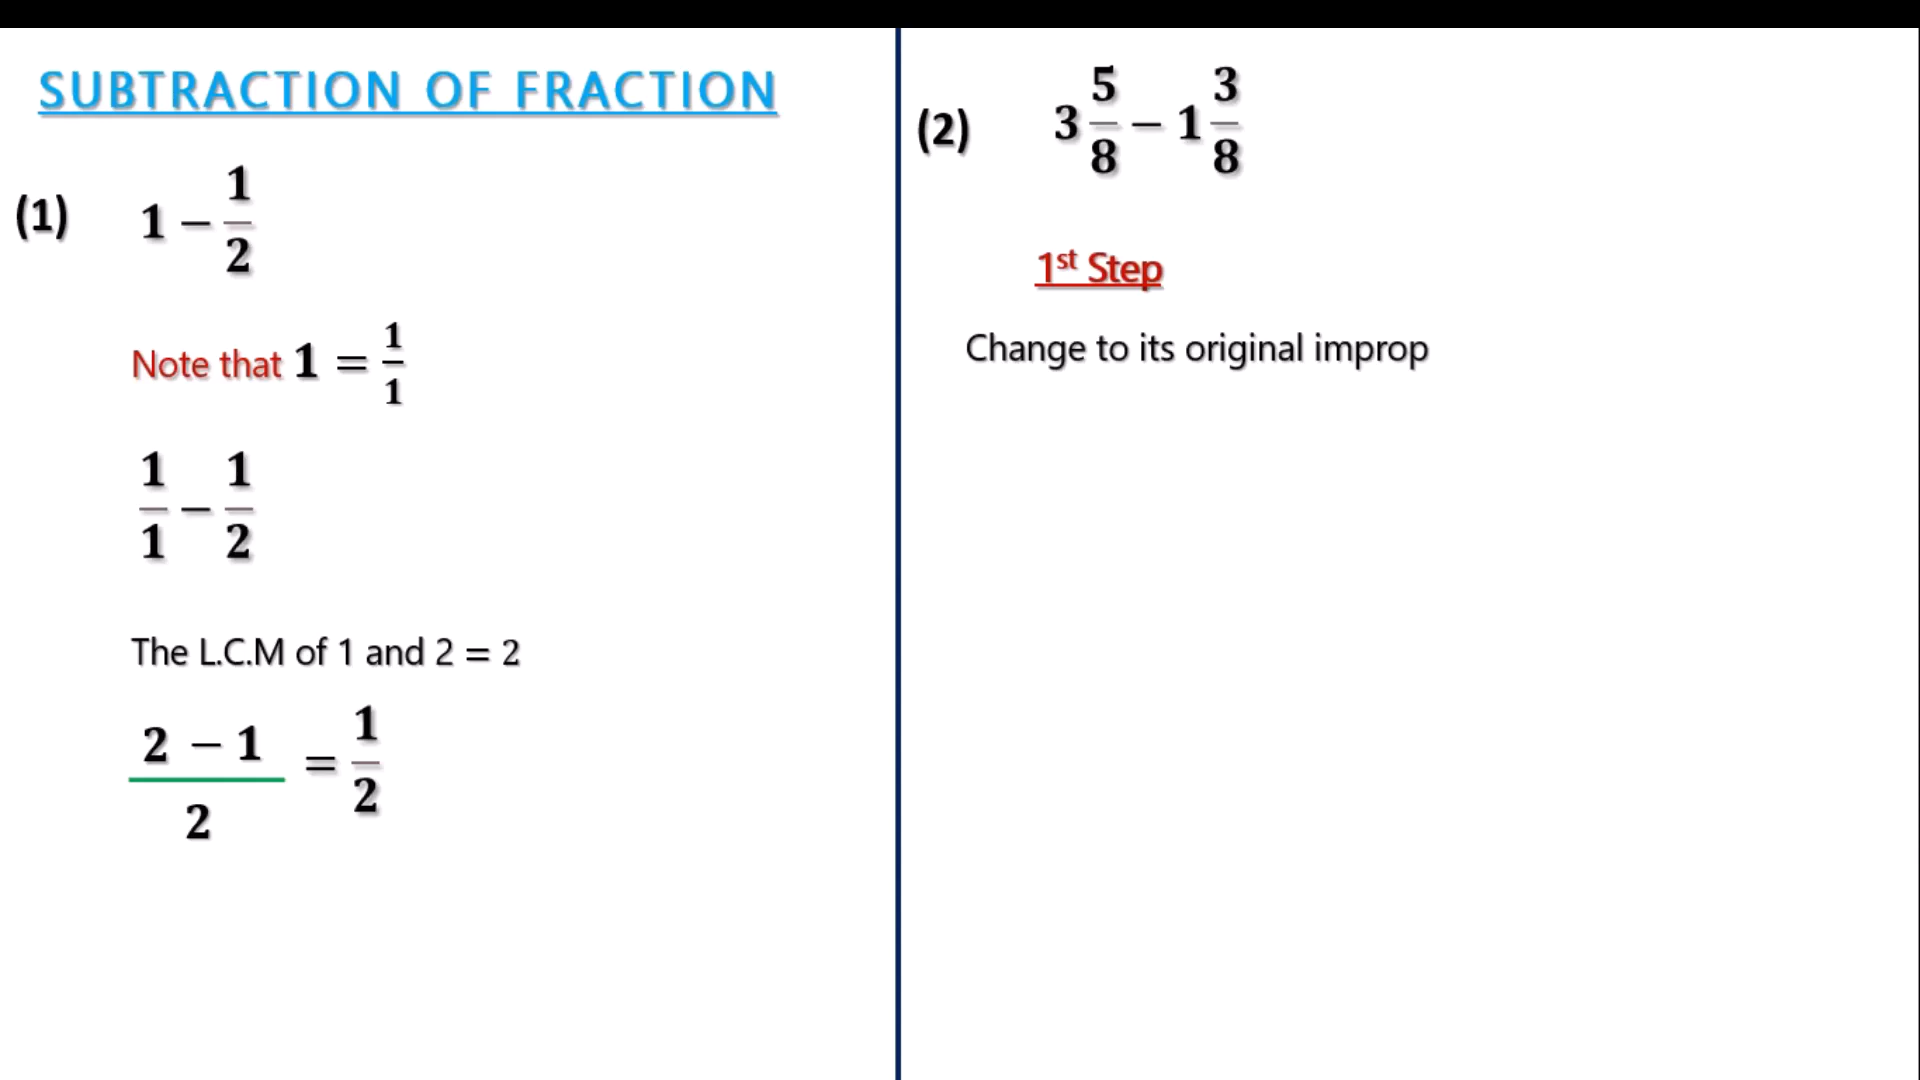 SUBTRACTION OF FRACTION
(1) 1 − 1/2
Note that 1 = 1/1
1/1 − 1/2
The L.C.M of 1 and 2 = 2
2 − 1 / 2 = 1/2
(2) 3 5/8 − 1 3/8
1st Step
Change to its original improp